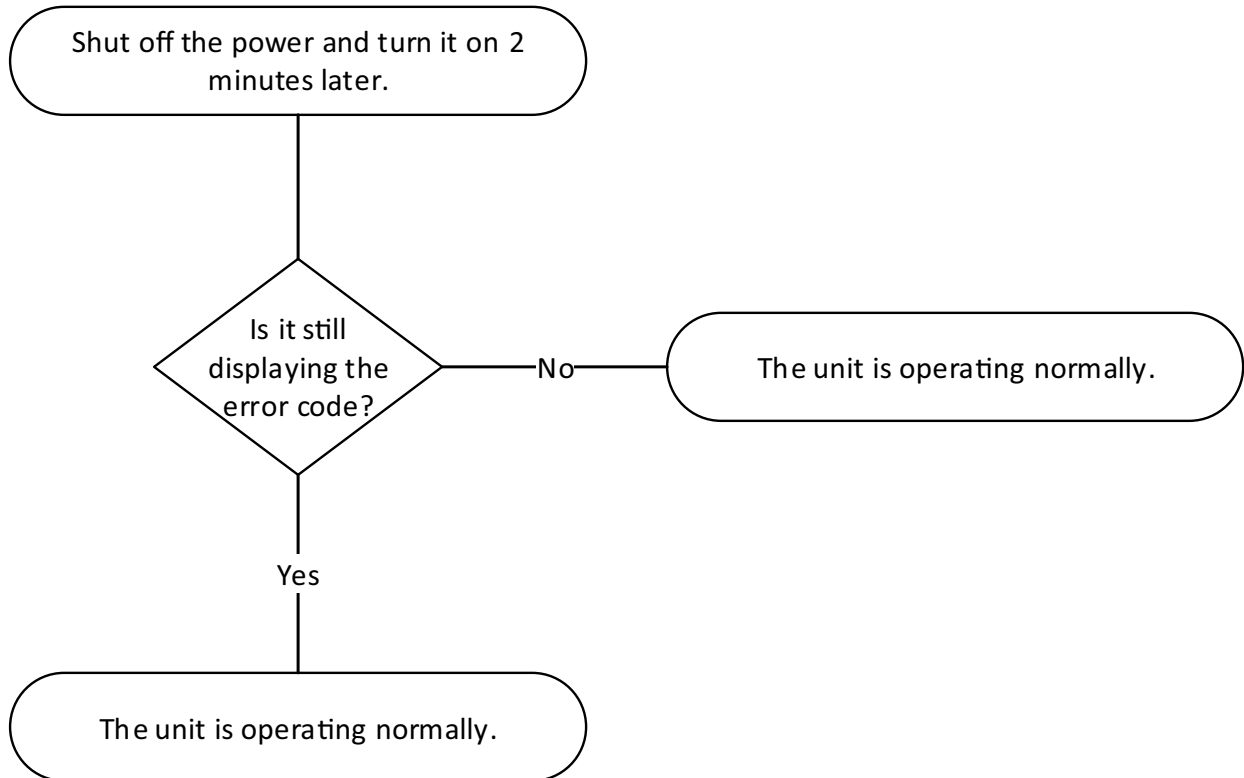 Shut off the power and turn it on 2
minutes later.
Is it still
displaying the
error code?
No
The unit is operating normally.
Yes
The unit is operating normally.